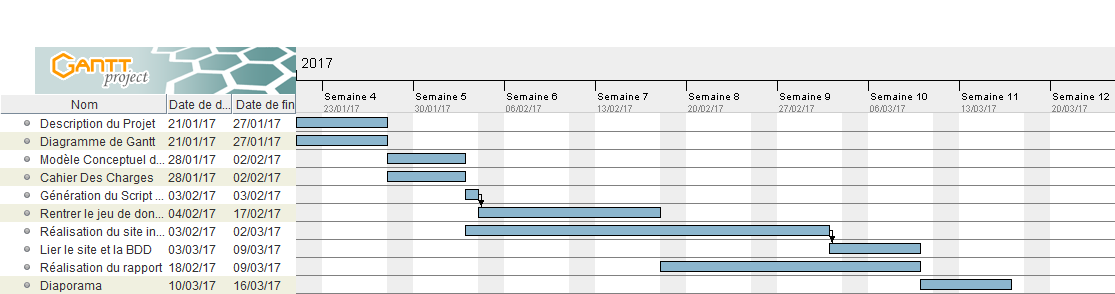 GANTT
project
2017
Semaine 4 Semaine 5 Semaine 6 Semaine 7 Semaine 8 Semaine 9 Semaine 10 Semaine 11 Semaine 12
23/01/17 30/01/17 06/02/17 13/02/17 20/02/17 27/02/17 06/03/17 13/03/17 20/03/17
Nom Date de d... Date de fin
Description du Projet 21/01/17 27/01/17
Diagramme de Gantt 21/01/17 27/01/17
Modèle Conceptuel d... 28/01/17 02/02/17
Cahier Des Charges 28/01/17 02/02/17
Génération du Script ... 03/02/17 03/02/17
Rentrer le jeu de don... 04/02/17 17/02/17
Réalisation du site in... 03/02/17 02/03/17
Lier le site et la BDD 03/03/17 09/03/17
Réalisation du rapport 18/02/17 09/03/17
Diaporama 10/03/17 16/03/17